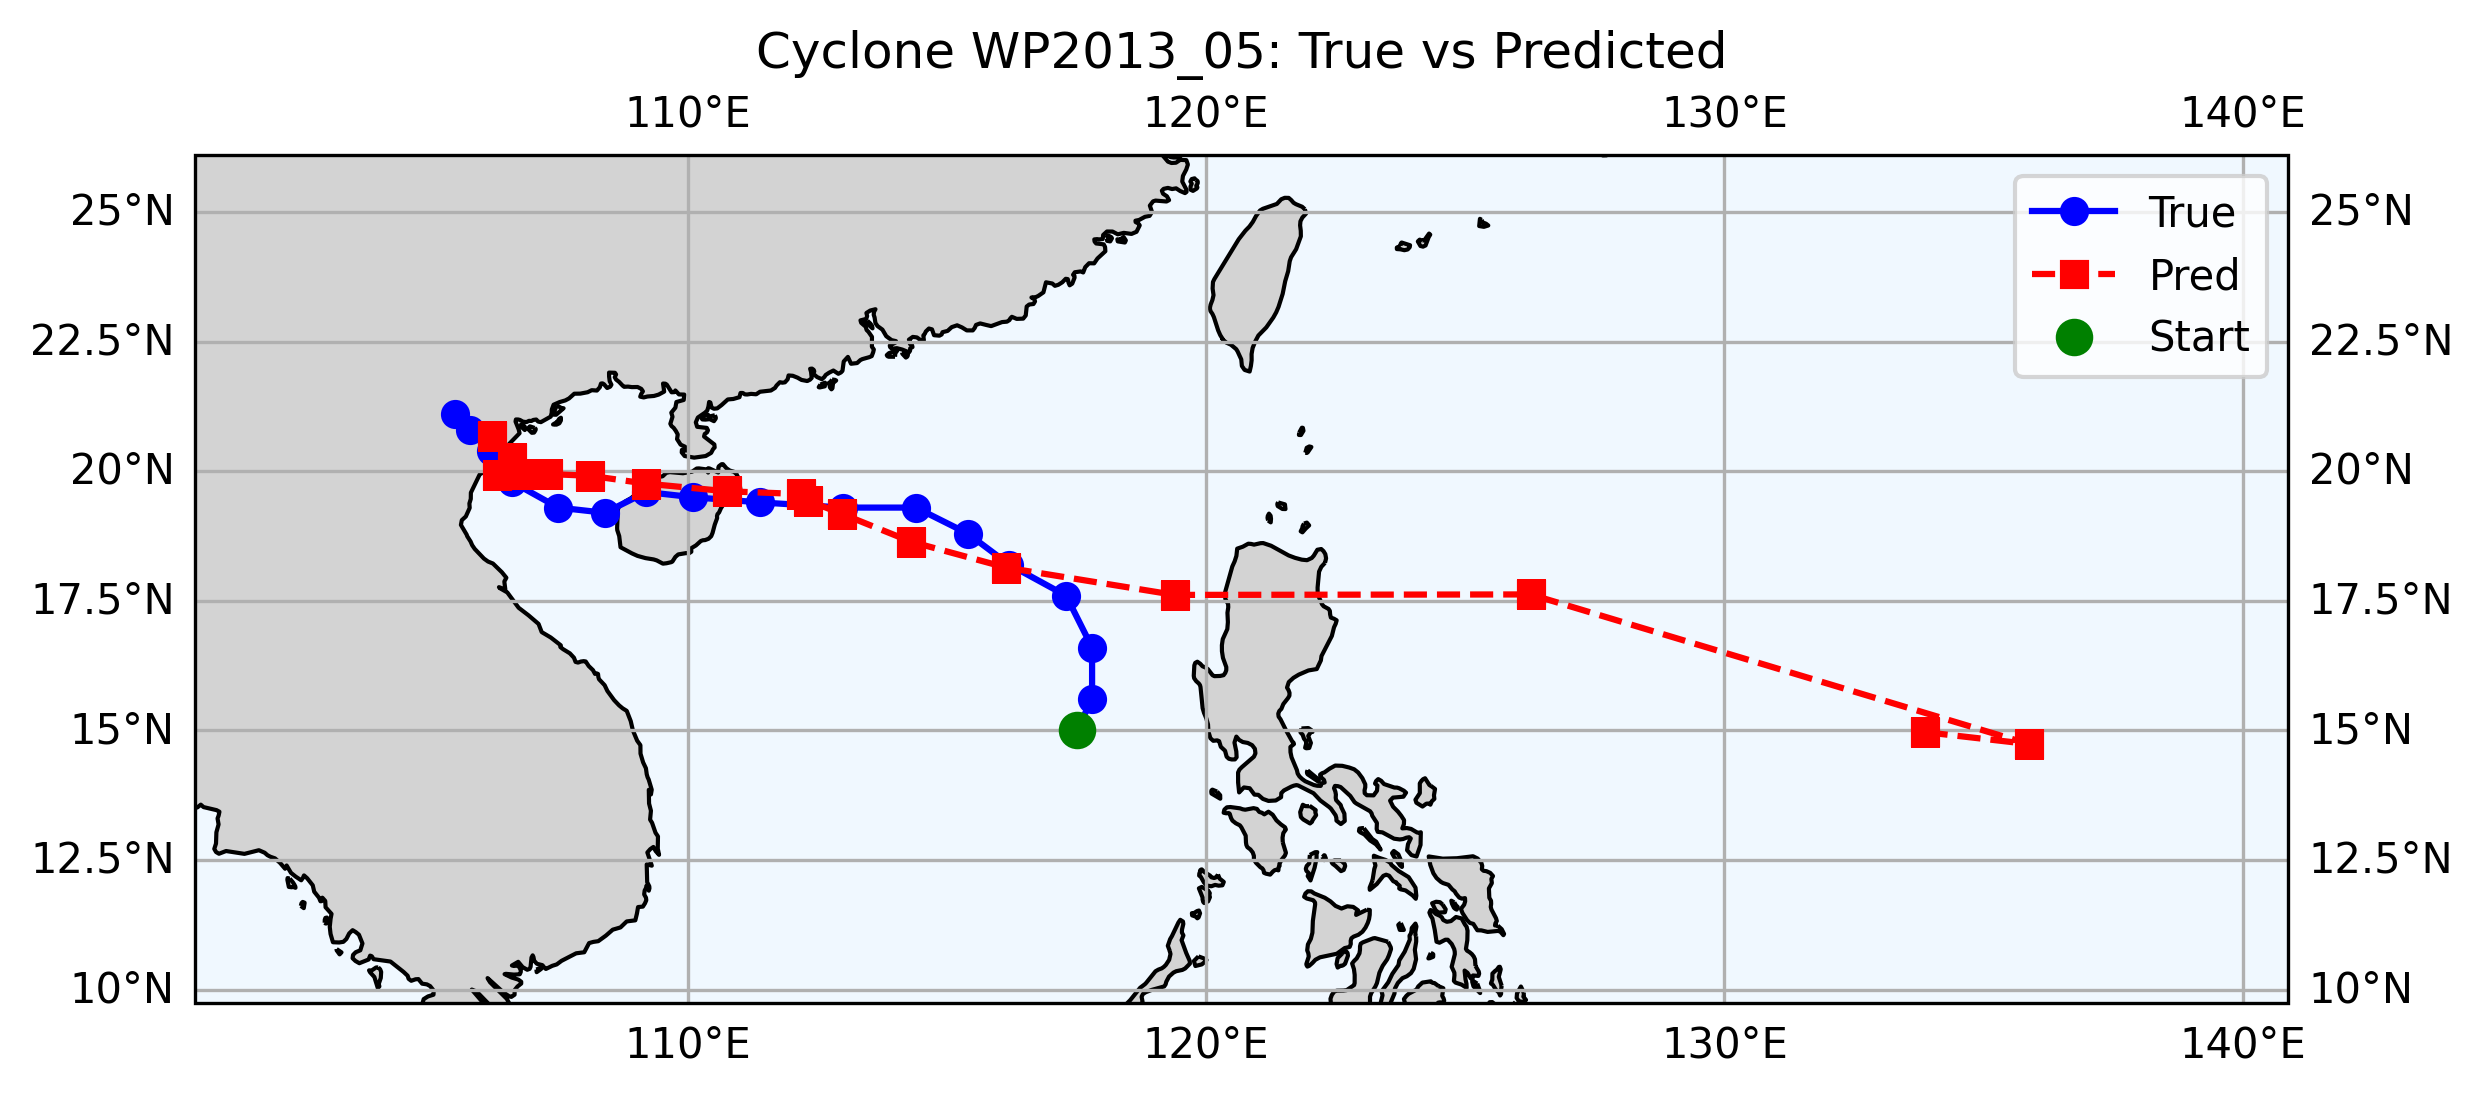 Cyclone WP2013_05: True vs Predicted
110°E 120°E 130°E 140°E
25°N 25°N
True
Pred
Start
22.5°N 22.5°N
20°N 20°N
17.5°N 17.5°N
15°N 15°N
12.5°N 12.5°N
10°N 10°N
110°E 120°E 130°E 140°E